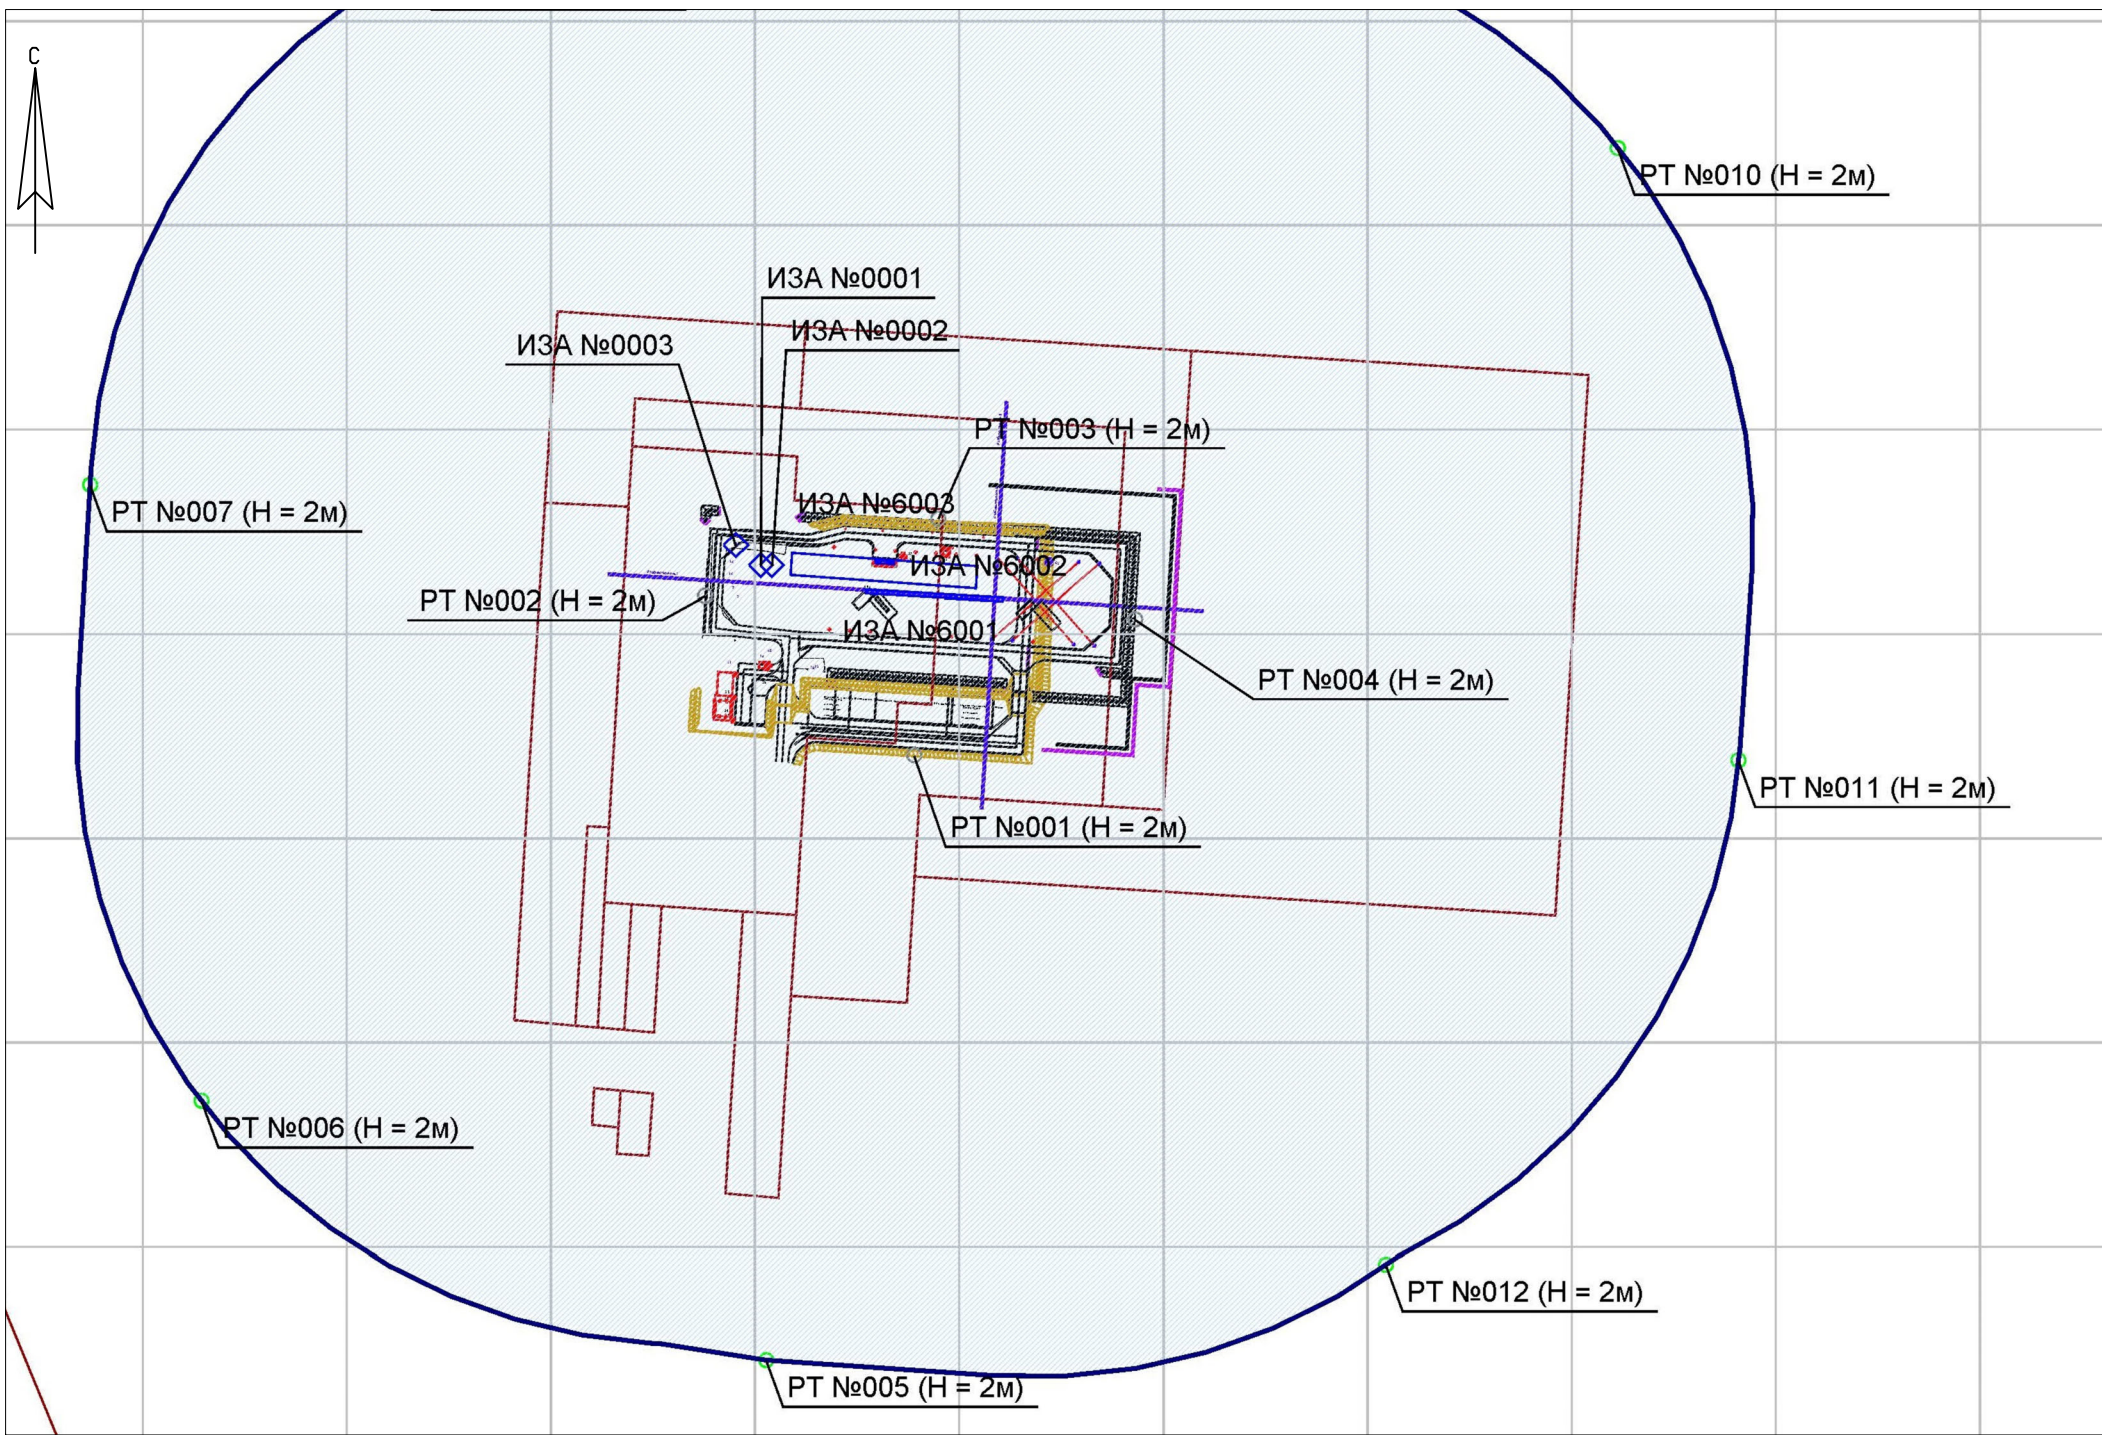 С
РТ №010 (H = 2м)
ИЗА №0001
ИЗА №0002
ИЗА №0003
РТ №003 (H = 2м)
ИЗА №6003
РТ №007 (H = 2м)
ИЗА №6002
РТ №002 (H = 2м)
ИЗА №6001
РТ №004 (H = 2м)
РТ №011 (H = 2м)
РТ №001 (H = 2м)
РТ №006 (H = 2м)
РТ №012 (H = 2м)
РТ №005 (H = 2м)